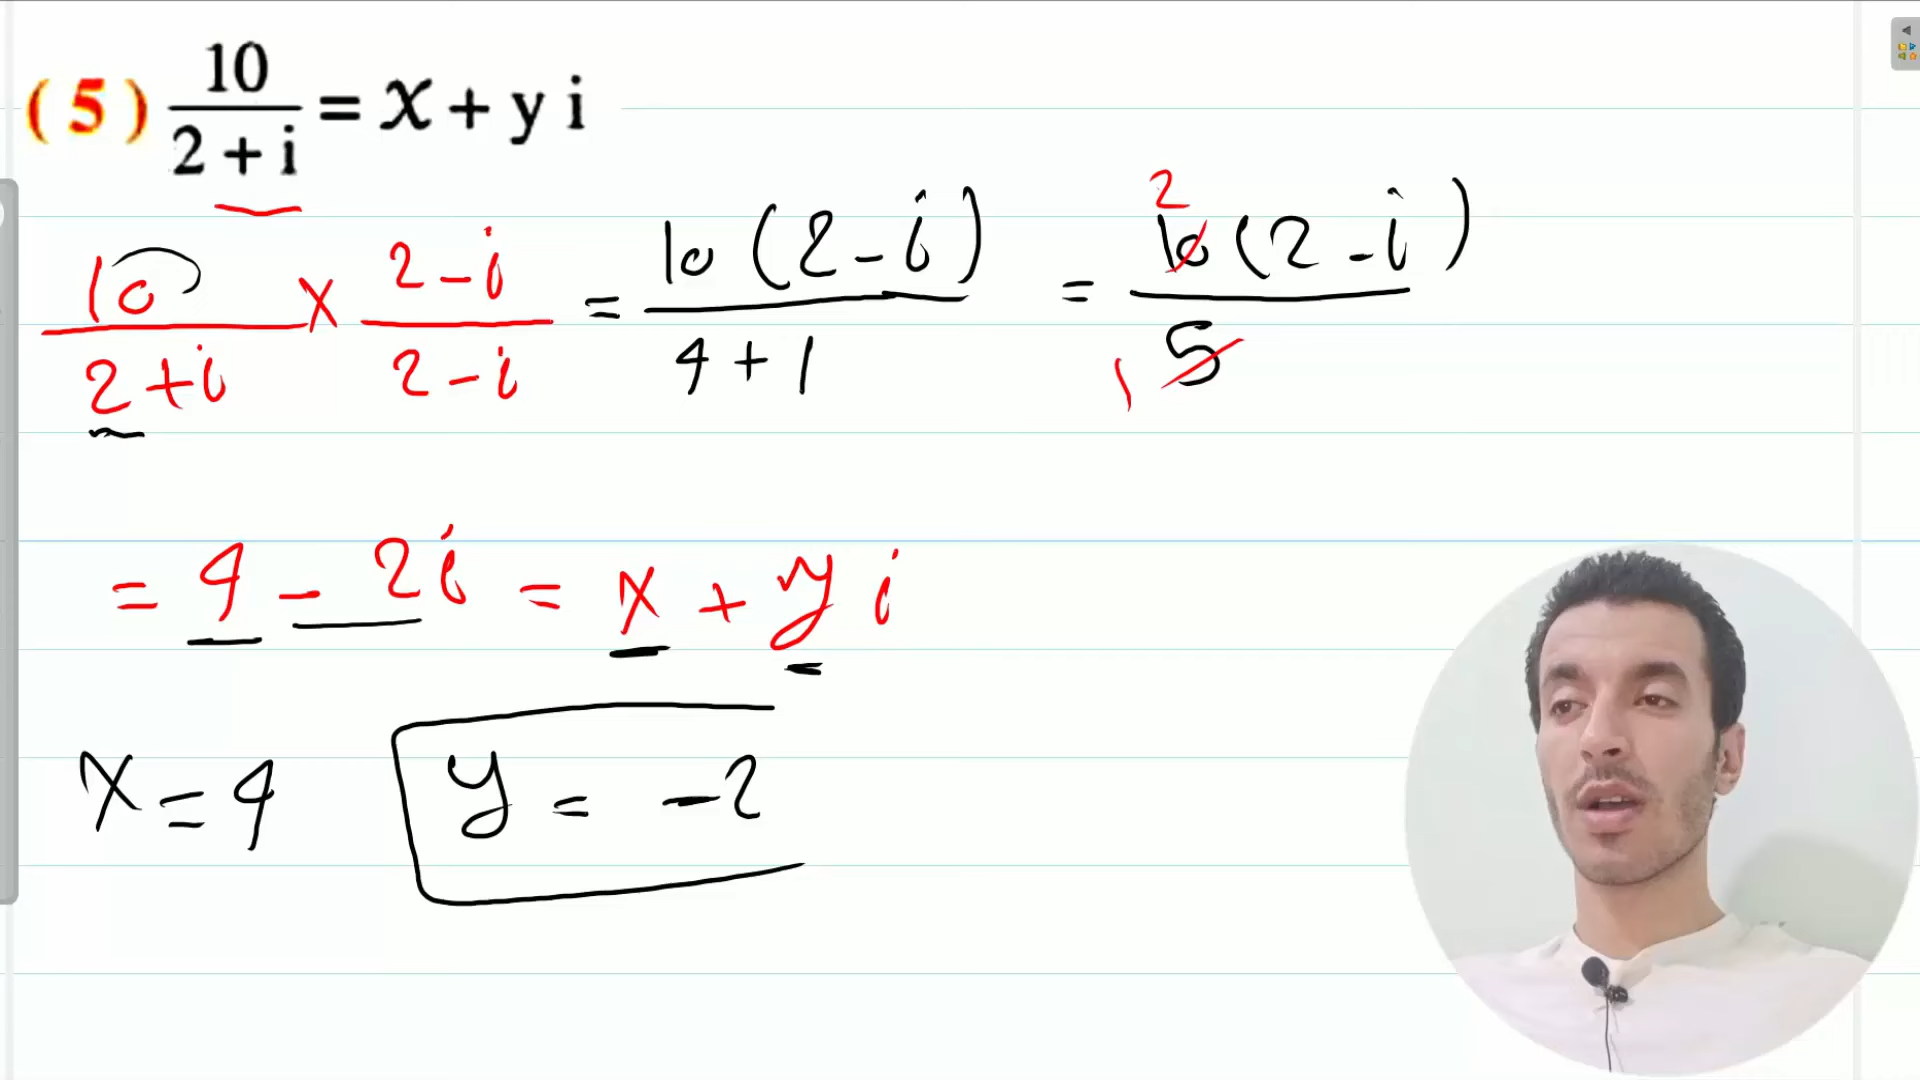 (5) 10/(2 + i) = x + y i
10/(2+i) × (2-i)/(2-i) = 10(2-i)/(4+1) = 10(2-i)/5
2
1
= 4 - 2i = x + y i
x = 4 y = -2